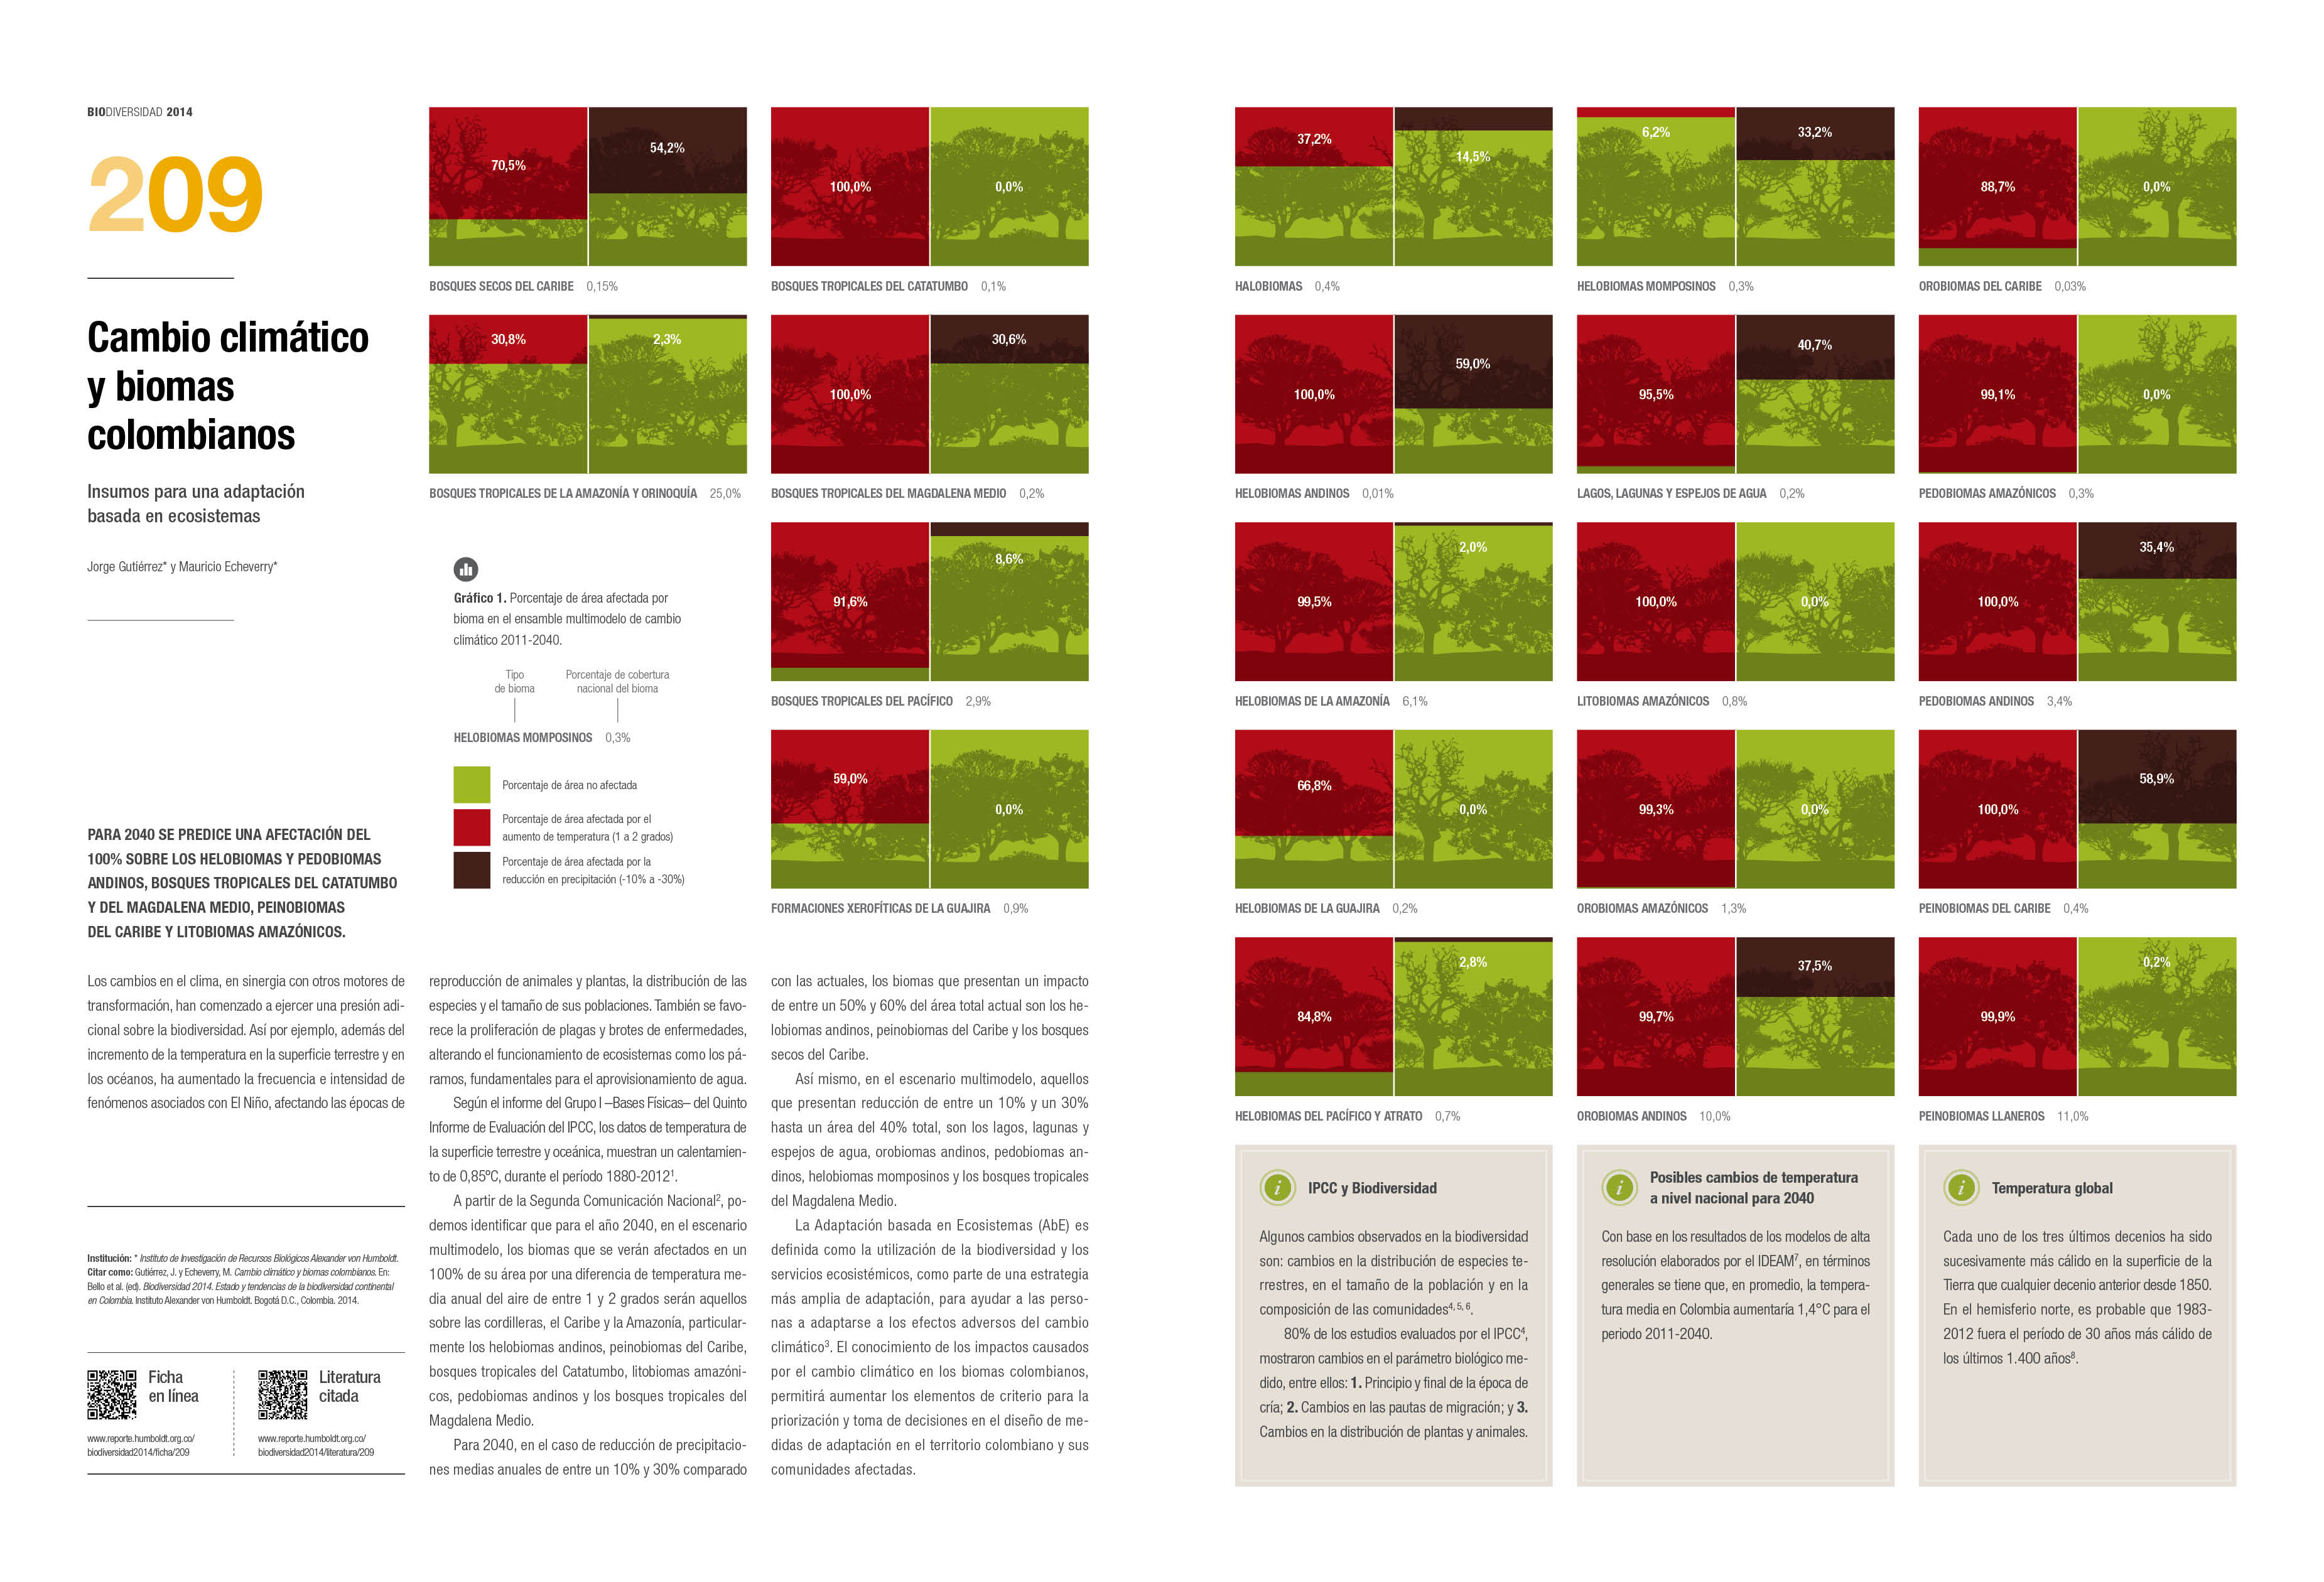 BIODIVERSIDAD 2014
209
Cambio climático
y biomas
colombianos
Insumos para una adaptación
basada en ecosistemas
Jorge Gutiérrez* y Mauricio Echeverry*
PARA 2040 SE PREDICE UNA AFECTACIÓN DEL
100% SOBRE LOS HELOBIOMAS Y PEDOBIOMAS
ANDINOS, BOSQUES TROPICALES DEL CATATUMBO
Y DEL MAGDALENA MEDIO, PEINOBIOMAS
DEL CARIBE Y LITOBIOMAS AMAZÓNICOS.
Los cambios en el clima, en sinergia con otros motores de
transformación, han comenzado a ejercer una presión adi-
cional sobre la biodiversidad. Así por ejemplo, además del
incremento de la temperatura en la superficie terrestre y en
los océanos, ha aumentado la frecuencia e intensidad de
fenómenos asociados con El Niño, afectando las épocas de
Institución: * Instituto de Investigación de Recursos Biológicos Alexander von Humboldt.
Citar como: Gutiérrez, J. y Echeverry, M. Cambio climático y biomas colombianos. En:
Bello et al. (ed). Biodiversidad 2014. Estado y tendencias de la biodiversidad continental
en Colombia. Instituto Alexander von Humboldt. Bogotá D.C., Colombia. 2014.
Ficha
en línea
www.reporte.humboldt.org.co/
biodiversidad2014/ficha/209
Literatura
citada
www.reporte.humboldt.org.co/
biodiversidad2014/literatura/209
70,5%
54,2%
BOSQUES SECOS DEL CARIBE 0,15%
30,8%
2,3%
BOSQUES TROPICALES DE LA AMAZONÍA Y ORINOQUÍA 25,0%
Gráfico 1. Porcentaje de área afectada por
bioma en el ensamble multimodelo de cambio
climático 2011-2040.
Tipo
de bioma
Porcentaje de cobertura
nacional del bioma
HELOBIOMAS MOMPOSINOS 0,3%
Porcentaje de área no afectada
Porcentaje de área afectada por el
aumento de temperatura (1 a 2 grados)
Porcentaje de área afectada por la
reducción en precipitación (-10% a -30%)
100,0%
0,0%
BOSQUES TROPICALES DEL CATATUMBO 0,1%
100,0%
30,6%
BOSQUES TROPICALES DEL MAGDALENA MEDIO 0,2%
91,6%
8,6%
BOSQUES TROPICALES DEL PACÍFICO 2,9%
59,0%
0,0%
FORMACIONES XEROFÍTICAS DE LA GUAJIRA 0,9%
reproducción de animales y plantas, la distribución de las
especies y el tamaño de sus poblaciones. También se favo-
rece la proliferación de plagas y brotes de enfermedades,
alterando el funcionamiento de ecosistemas como los pá-
ramos, fundamentales para el aprovisionamiento de agua.
Según el informe del Grupo I –Bases Físicas– del Quinto
Informe de Evaluación del IPCC, los datos de temperatura de
la superficie terrestre y oceánica, muestran un calentamien-
to de 0,85ºC, durante el período 1880-2012¹.
A partir de la Segunda Comunicación Nacional², po-
demos identificar que para el año 2040, en el escenario
multimodelo, los biomas que se verán afectados en un
100% de su área por una diferencia de temperatura me-
dia anual del aire de entre 1 y 2 grados serán aquellos
sobre las cordilleras, el Caribe y la Amazonía, particular-
mente los helobiomas andinos, peinobiomas del Caribe,
bosques tropicales del Catatumbo, litobiomas amazóni-
cos, pedobiomas andinos y los bosques tropicales del
Magdalena Medio.
Para 2040, en el caso de reducción de precipitacio-
nes medias anuales de entre un 10% y 30% comparado
con las actuales, los biomas que presentan un impacto
de entre un 50% y 60% del área total actual son los he-
lobiomas andinos, peinobiomas del Caribe y los bosques
secos del Caribe.
Así mismo, en el escenario multimodelo, aquellos
que presentan reducción de entre un 10% y un 30%
hasta un área del 40% total, son los lagos, lagunas y
espejos de agua, orobiomas andinos, pedobiomas an-
dinos, helobiomas momposinos y los bosques tropicales
del Magdalena Medio.
La Adaptación basada en Ecosistemas (AbE) es
definida como la utilización de la biodiversidad y los
servicios ecosistémicos, como parte de una estrategia
más amplia de adaptación, para ayudar a las perso-
nas a adaptarse a los efectos adversos del cambio
climático³. El conocimiento de los impactos causados
por el cambio climático en los biomas colombianos,
permitirá aumentar los elementos de criterio para la
priorización y toma de decisiones en el diseño de me-
didas de adaptación en el territorio colombiano y sus
comunidades afectadas.
37,2%
14,5%
HALOBIOMAS 0,4%
6,2%
33,2%
HELOBIOMAS MOMPOSINOS 0,3%
88,7%
0,0%
OROBIOMAS DEL CARIBE 0,03%
100,0%
59,0%
HELOBIOMAS ANDINOS 0,01%
95,5%
40,7%
LAGOS, LAGUNAS Y ESPEJOS DE AGUA 0,2%
99,1%
0,0%
PEDOBIOMAS AMAZÓNICOS 0,3%
99,5%
2,0%
HELOBIOMAS DE LA AMAZONÍA 6,1%
100,0%
0,0%
LITOBIOMAS AMAZÓNICOS 0,8%
100,0%
35,4%
PEDOBIOMAS ANDINOS 3,4%
66,8%
0,0%
HELOBIOMAS DE LA GUAJIRA 0,2%
99,3%
0,0%
OROBIOMAS AMAZÓNICOS 1,3%
100,0%
58,9%
PEINOBIOMAS DEL CARIBE 0,4%
84,8%
2,8%
HELOBIOMAS DEL PACÍFICO Y ATRATO 0,7%
99,7%
37,5%
OROBIOMAS ANDINOS 10,0%
99,9%
0,2%
PEINOBIOMAS LLANEROS 11,0%
i
IPCC y Biodiversidad
Algunos cambios observados en la biodiversidad
son: cambios en la distribución de especies te-
rrestres, en el tamaño de la población y en la
composición de las comunidades⁴, ⁵, ⁶.
80% de los estudios evaluados por el IPCC⁴,
mostraron cambios en el parámetro biológico me-
dido, entre ellos: 1. Principio y final de la época de
cría; 2. Cambios en las pautas de migración; y 3.
Cambios en la distribución de plantas y animales.
i
Posibles cambios de temperatura
a nivel nacional para 2040
Con base en los resultados de los modelos de alta
resolución elaborados por el IDEAM⁷, en términos
generales se tiene que, en promedio, la tempera-
tura media en Colombia aumentaría 1,4°C para el
periodo 2011-2040.
i
Temperatura global
Cada uno de los tres últimos decenios ha sido
sucesivamente más cálido en la superficie de la
Tierra que cualquier decenio anterior desde 1850.
En el hemisferio norte, es probable que 1983-
2012 fuera el período de 30 años más cálido de
los últimos 1.400 años⁸.